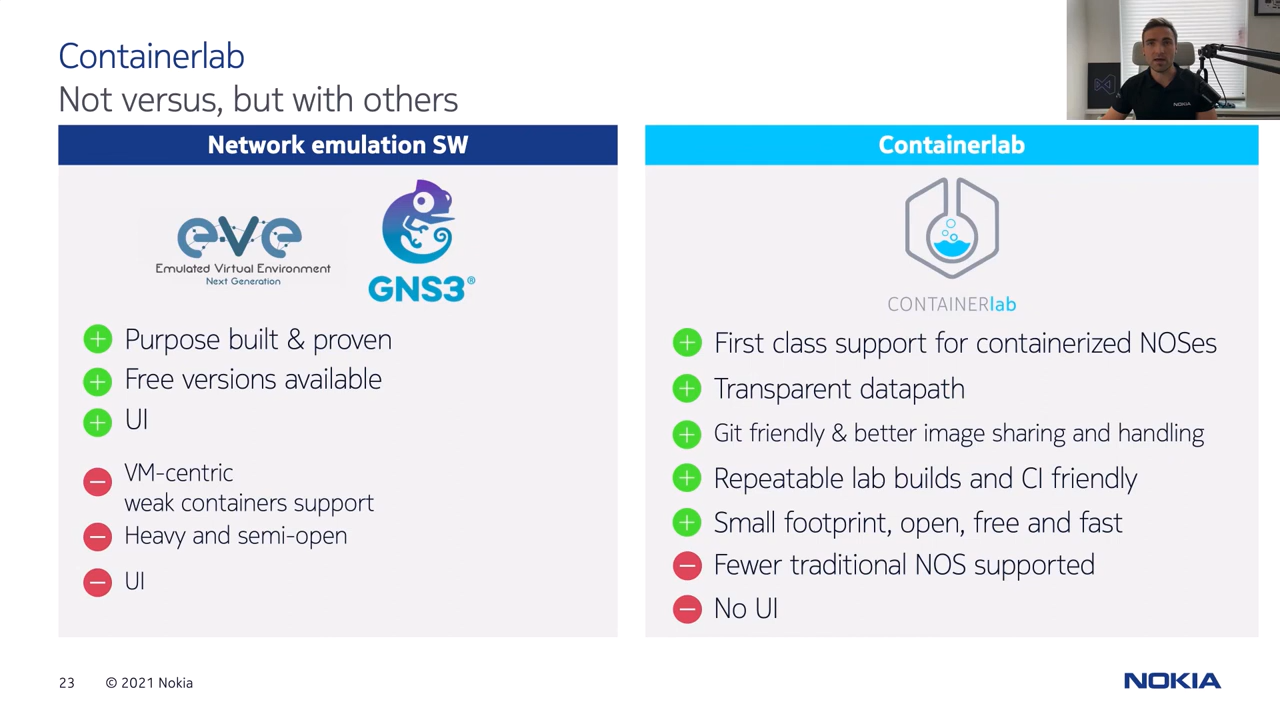 Containerlab
Not versus, but with others
Network emulation SW
eve
Emulated Virtual Environment
Next Generation
GNS3®
Purpose built & proven
Free versions available
UI
VM-centric
weak containers support
Heavy and semi-open
UI
Containerlab
CONTAINERlab
First class support for containerized NOSes
Transparent datapath
Git friendly & better image sharing and handling
Repeatable lab builds and CI friendly
Small footprint, open, free and fast
Fewer traditional NOS supported
No UI
NOKIA
23 © 2021 Nokia
NOKIA